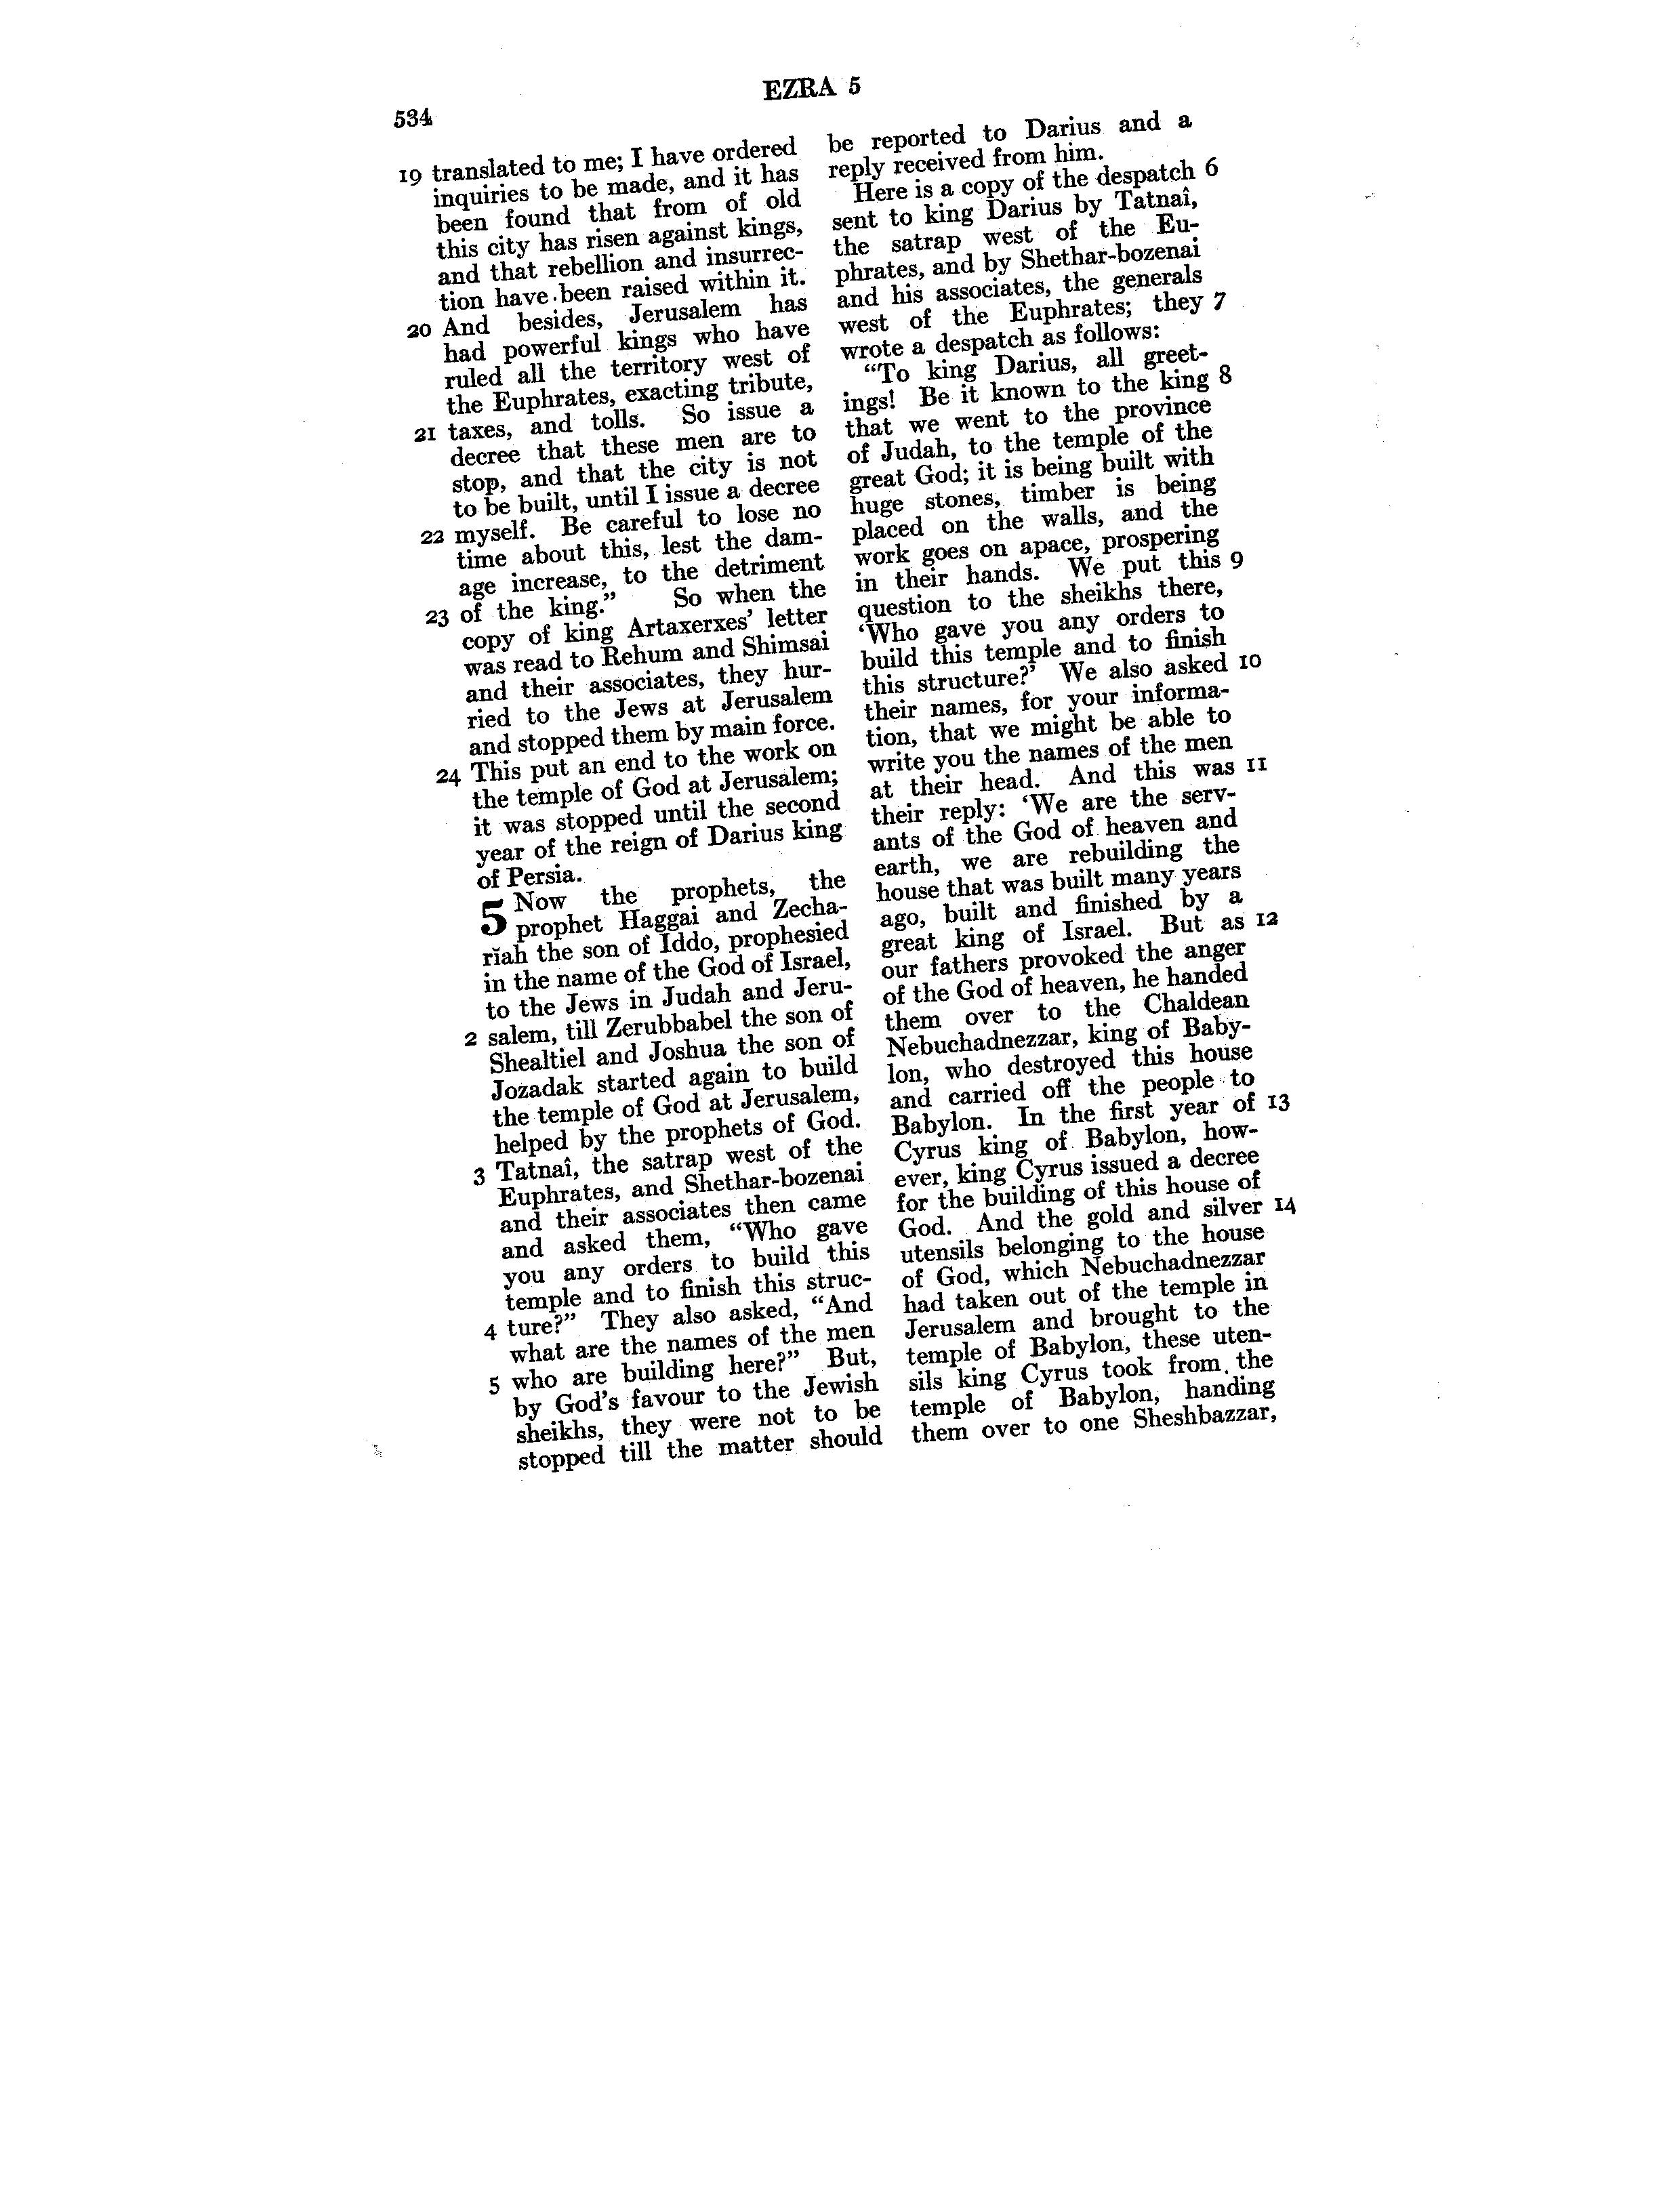 EZRA 5
534
19 translated to me; I have ordered
inquiries to be made, and it has
been found that from of old
this city has risen against kings,
and that rebellion and insurrec-
tion have been raised within it.
20 And besides, Jerusalem has
had powerful kings who have
ruled all the territory west of
the Euphrates, exacting tribute,
21 taxes, and tolls. So issue a
decree that these men are to
stop, and that the city is not
to be built, until I issue a decree
22 myself. Be careful to lose no
time about this, lest the dam-
age increase, to the detriment
23 of the king.” So when the
copy of king Artaxerxes’ letter
was read to Rehum and Shimsai
and their associates, they hur-
ried to the Jews at Jerusalem
and stopped them by main force.
24 This put an end to the work on
the temple of God at Jerusalem;
it was stopped until the second
year of the reign of Darius king
of Persia.
5 Now the prophets, the
prophet Haggai and Zecha-
rĭah the son of Iddo, prophesied
in the name of the God of Israel,
to the Jews in Judah and Jeru-
2 salem, till Zerubbabel the son of
Shealtiel and Joshua the son of
Jozadak started again to build
the temple of God at Jerusalem,
helped by the prophets of God.
3 Tatnaî, the satrap west of the
Euphrates, and Shethar-bozenai
and their associates then came
and asked them, “Who gave
you any orders to build this
temple and to finish this struc-
4 ture?” They also asked, “And
what are the names of the men
5 who are building here?” But,
by God’s favour to the Jewish
sheikhs, they were not to be
stopped till the matter should
be reported to Darius and a
reply received from him.
Here is a copy of the despatch 6
sent to king Darius by Tatnaî,
the satrap west of the Eu-
phrates, and by Shethar-bozenai
and his associates, the generals
west of the Euphrates; they 7
wrote a despatch as follows:
“To king Darius, all greet-
ings! Be it known to the king 8
that we went to the province
of Judah, to the temple of the
great God; it is being built with
huge stones, timber is being
placed on the walls, and the
work goes on apace, prospering
in their hands. We put this 9
question to the sheikhs there,
‘Who gave you any orders to
build this temple and to finish
this structure?’ We also asked 10
their names, for your informa-
tion, that we might be able to
write you the names of the men
at their head. And this was 11
their reply: ‘We are the serv-
ants of the God of heaven and
earth, we are rebuilding the
house that was built many years
ago, built and finished by a
great king of Israel. But as 12
our fathers provoked the anger
of the God of heaven, he handed
them over to the Chaldean
Nebuchadnezzar, king of Baby-
lon, who destroyed this house
and carried off the people to
Babylon. In the first year of 13
Cyrus king of Babylon, how-
ever, king Cyrus issued a decree
for the building of this house of
God. And the gold and silver 14
utensils belonging to the house
of God, which Nebuchadnezzar
had taken out of the temple in
Jerusalem and brought to the
temple of Babylon, these uten-
sils king Cyrus took from the
temple of Babylon, handing
them over to one Sheshbazzar,